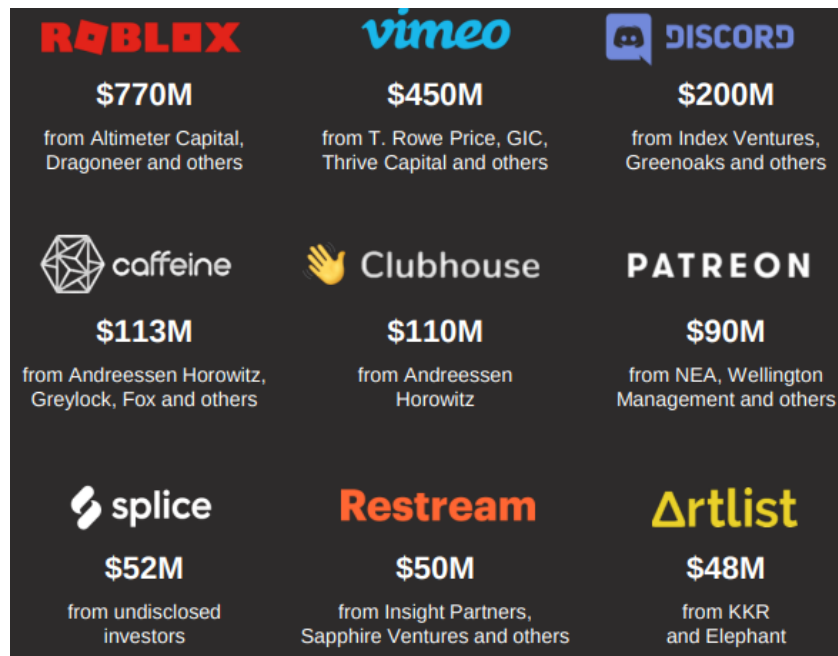 ROBLOX
vimeo
DISCORD
$770M
$450M
$200M
from Altimeter Capital,
Dragoneer and others
from T. Rowe Price, GIC,
Thrive Capital and others
from Index Ventures,
Greenoaks and others
caffeine
Clubhouse
PATREON
$113M
$110M
$90M
from Andreessen Horowitz,
Greylock, Fox and others
from Andreessen
Horowitz
from NEA, Wellington
Management and others
splice
Restream
Artlist
$52M
$50M
$48M
from undisclosed
investors
from Insight Partners,
Sapphire Ventures and others
from KKR
and Elephant